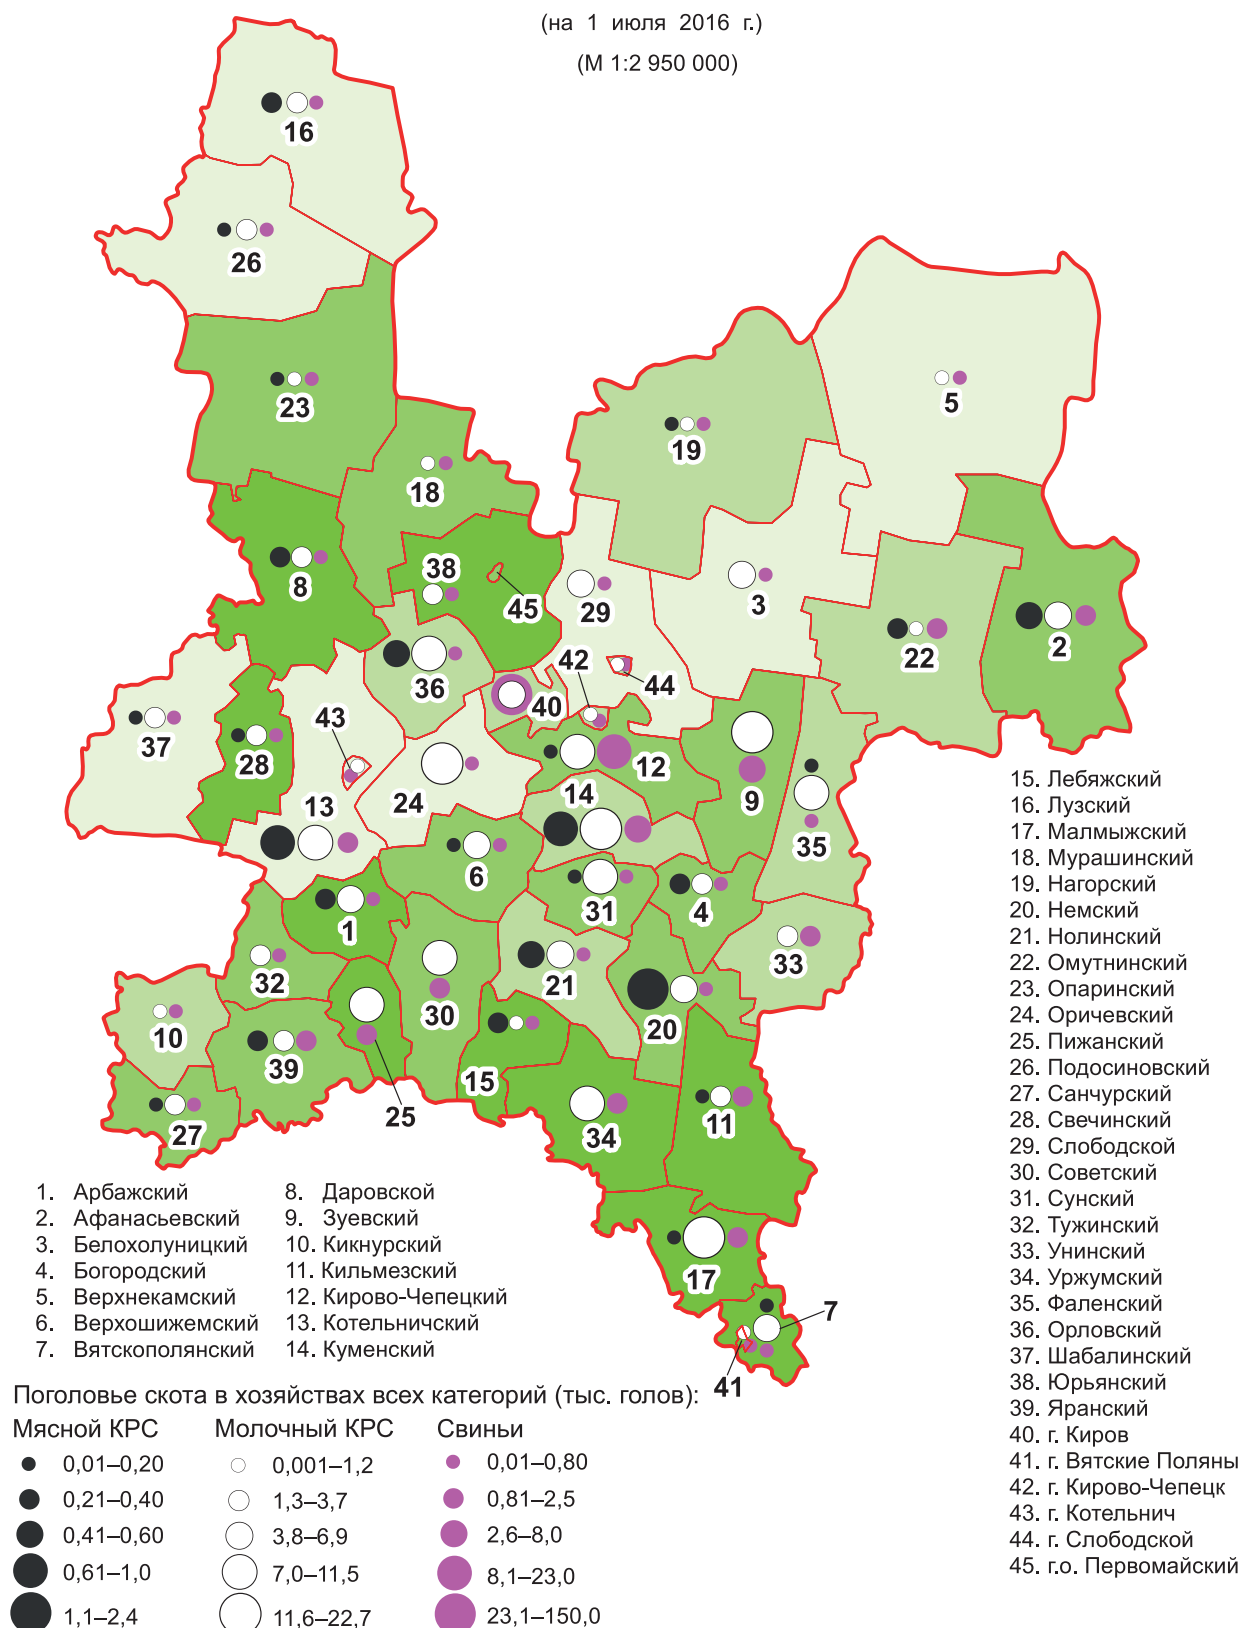 (на 1 июля 2016 г.)
(М 1:2 950 000)
16
26
23
5
19
18
8
38
45
29
3
22
2
42
44
36
40
37
28
43
13
24
12
14
9
35
6
31
4
1
32
30
21
33
20
10
39
25
15
27
34
11
17
7
41
1. Арбажский
2. Афанасьевский
3. Белохолуницкий
4. Богородский
5. Верхнекамский
6. Верхошижемский
7. Вятскополянский
8. Даровской
9. Зуевский
10. Кикнурский
11. Кильмезский
12. Кирово-Чепецкий
13. Котельничский
14. Куменский
15. Лебяжский
16. Лузский
17. Малмыжский
18. Мурашинский
19. Нагорский
20. Немский
21. Нолинский
22. Омутнинский
23. Опаринский
24. Оричевский
25. Пижанский
26. Подосиновский
27. Санчурский
28. Свечинский
29. Слободской
30. Советский
31. Сунский
32. Тужинский
33. Унинский
34. Уржумский
35. Фаленский
36. Орловский
37. Шабалинский
38. Юрьянский
39. Яранский
40. г. Киров
41. г. Вятские Поляны
42. г. Кирово-Чепецк
43. г. Котельнич
44. г. Слободской
45. г.о. Первомайский
Поголовье скота в хозяйствах всех категорий (тыс. голов):
Мясной КРС
0,01–0,20
0,21–0,40
0,41–0,60
0,61–1,0
1,1–2,4
Молочный КРС
0,001–1,2
1,3–3,7
3,8–6,9
7,0–11,5
11,6–22,7
Свиньи
0,01–0,80
0,81–2,5
2,6–8,0
8,1–23,0
23,1–150,0